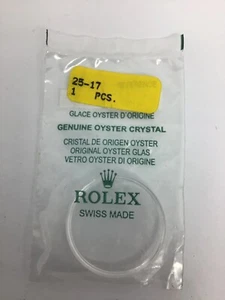 25-17
1 PCS.
GLACE OYSTER D'ORIGINE
GENUINE OYSTER CRYSTAL
CRISTAL DE ORIGEN OYSTER
ORIGINAL OYSTER GLAS
VETRO OYSTER DI ORIGINE
ROLEX
SWISS MADE